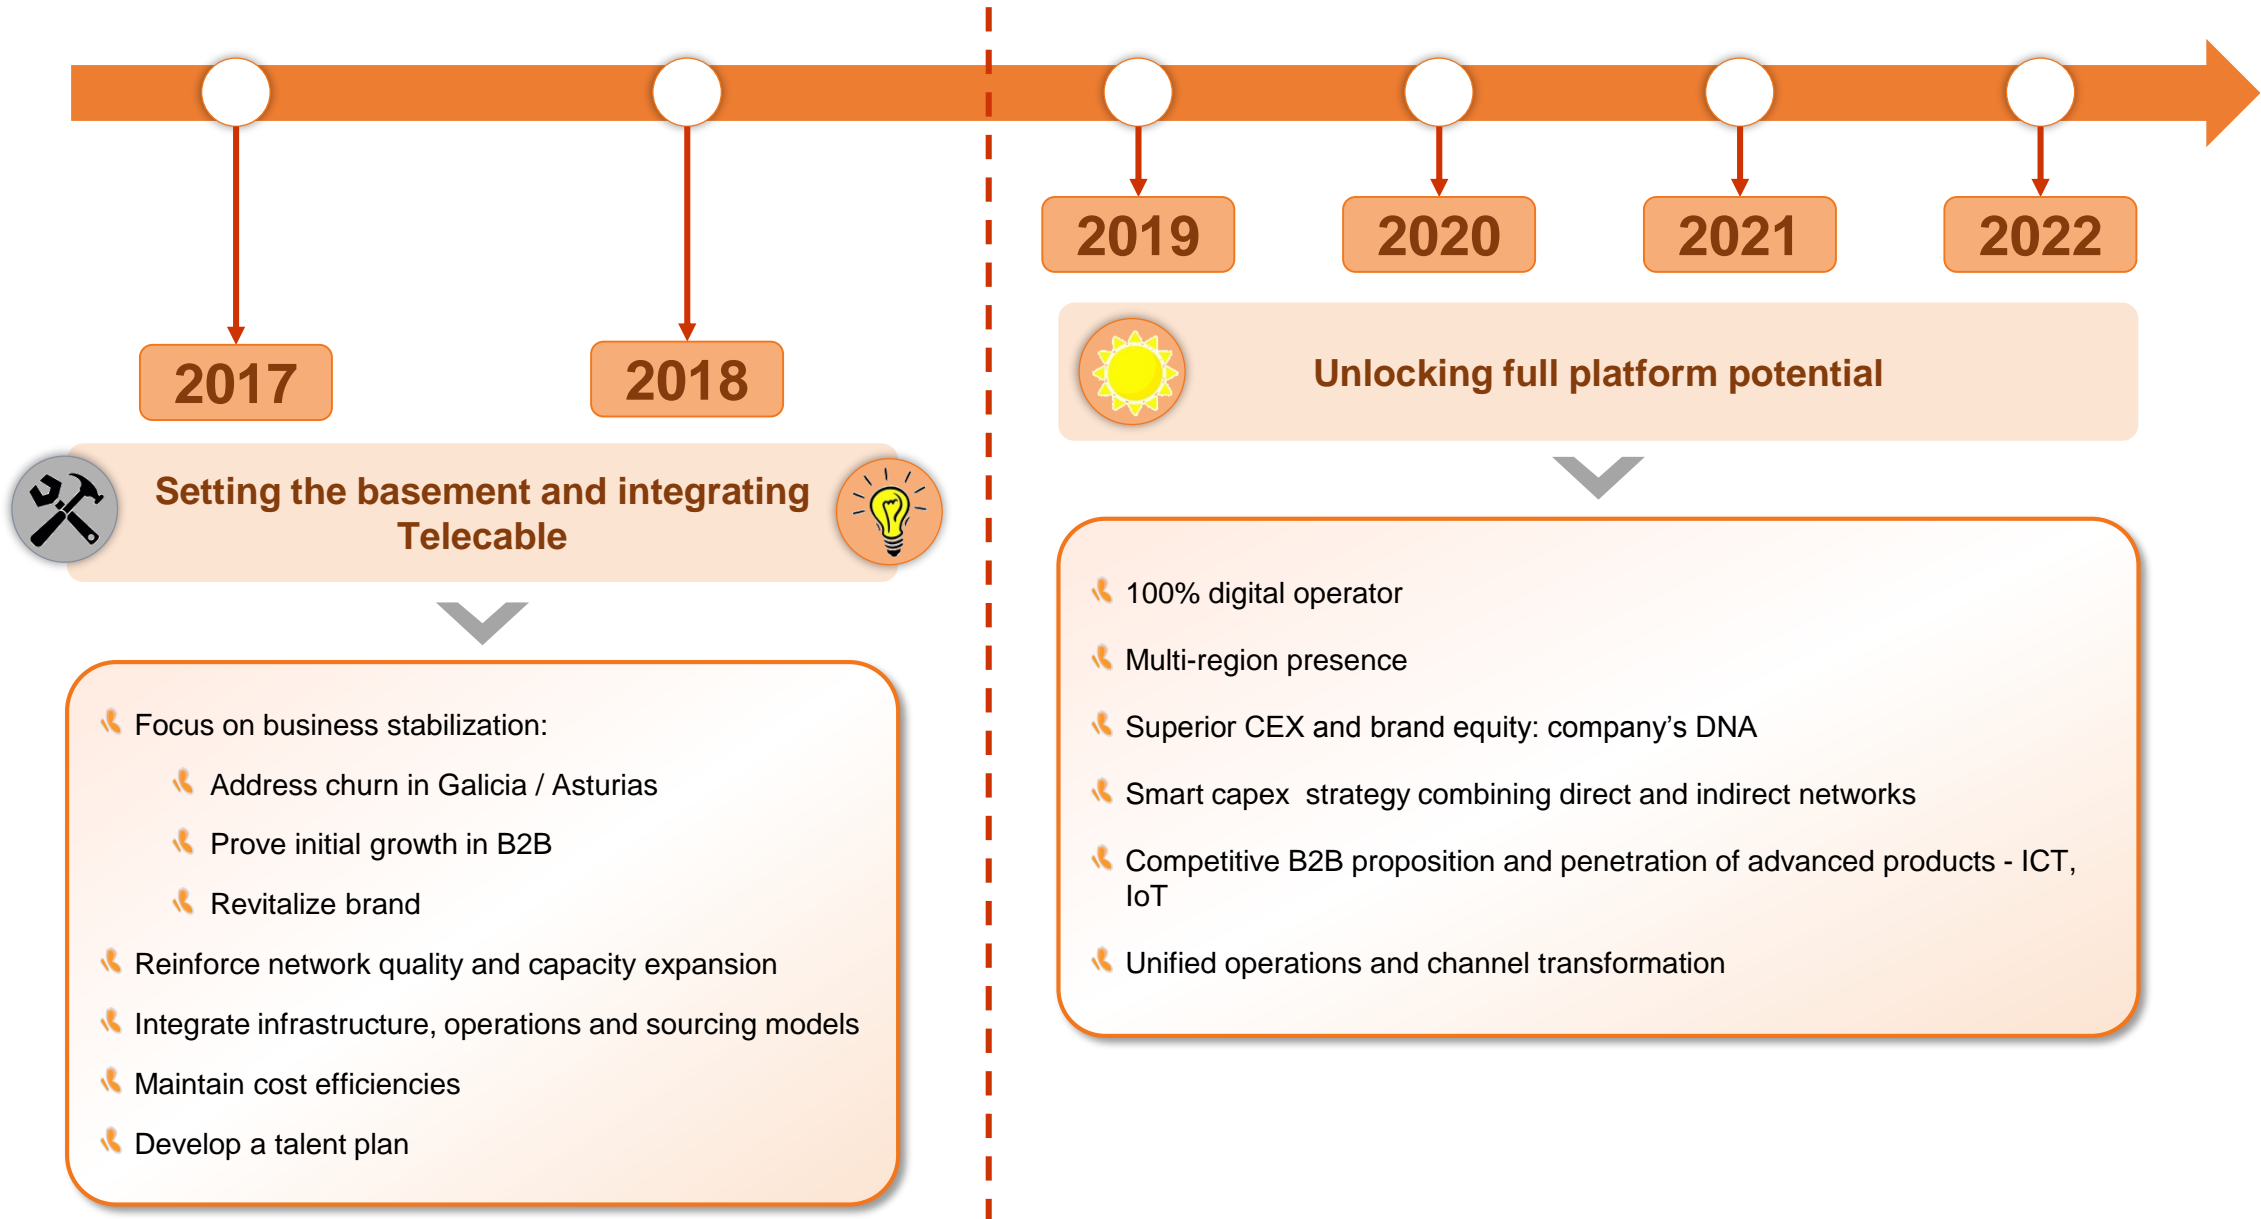 2017
2018
Setting the basement and integrating
Telecable
Focus on business stabilization:
Address churn in Galicia / Asturias
Prove initial growth in B2B
Revitalize brand
Reinforce network quality and capacity expansion
Integrate infrastructure, operations and sourcing models
Maintain cost efficiencies
Develop a talent plan
2019
2020
2021
2022
Unlocking full platform potential
100% digital operator
Multi-region presence
Superior CEX and brand equity: company’s DNA
Smart capex  strategy combining direct and indirect networks
Competitive B2B proposition and penetration of advanced products - ICT,
IoT
Unified operations and channel transformation